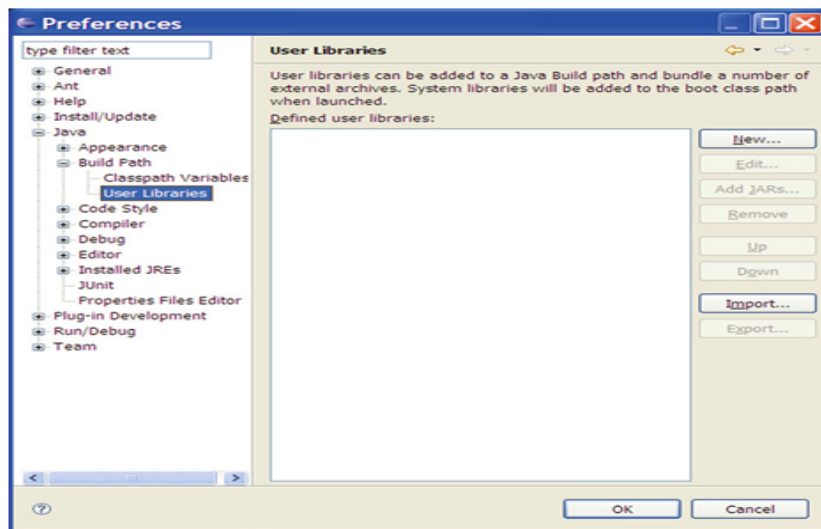 Preferences
type filter text
General
Ant
Help
Install/Update
Java
Appearance
Build Path
Classpath Variables
User Libraries
Code Style
Compiler
Debug
Editor
Installed JREs
JUnit
Properties Files Editor
Plug-in Development
Run/Debug
Team
User Libraries
User libraries can be added to a Java Build path and bundle a number of
external archives. System libraries will be added to the boot class path
when launched.
Defined user libraries:
New...
Edit...
Add JARs...
Remove
Up
Down
Import...
Export...
?
OK
Cancel